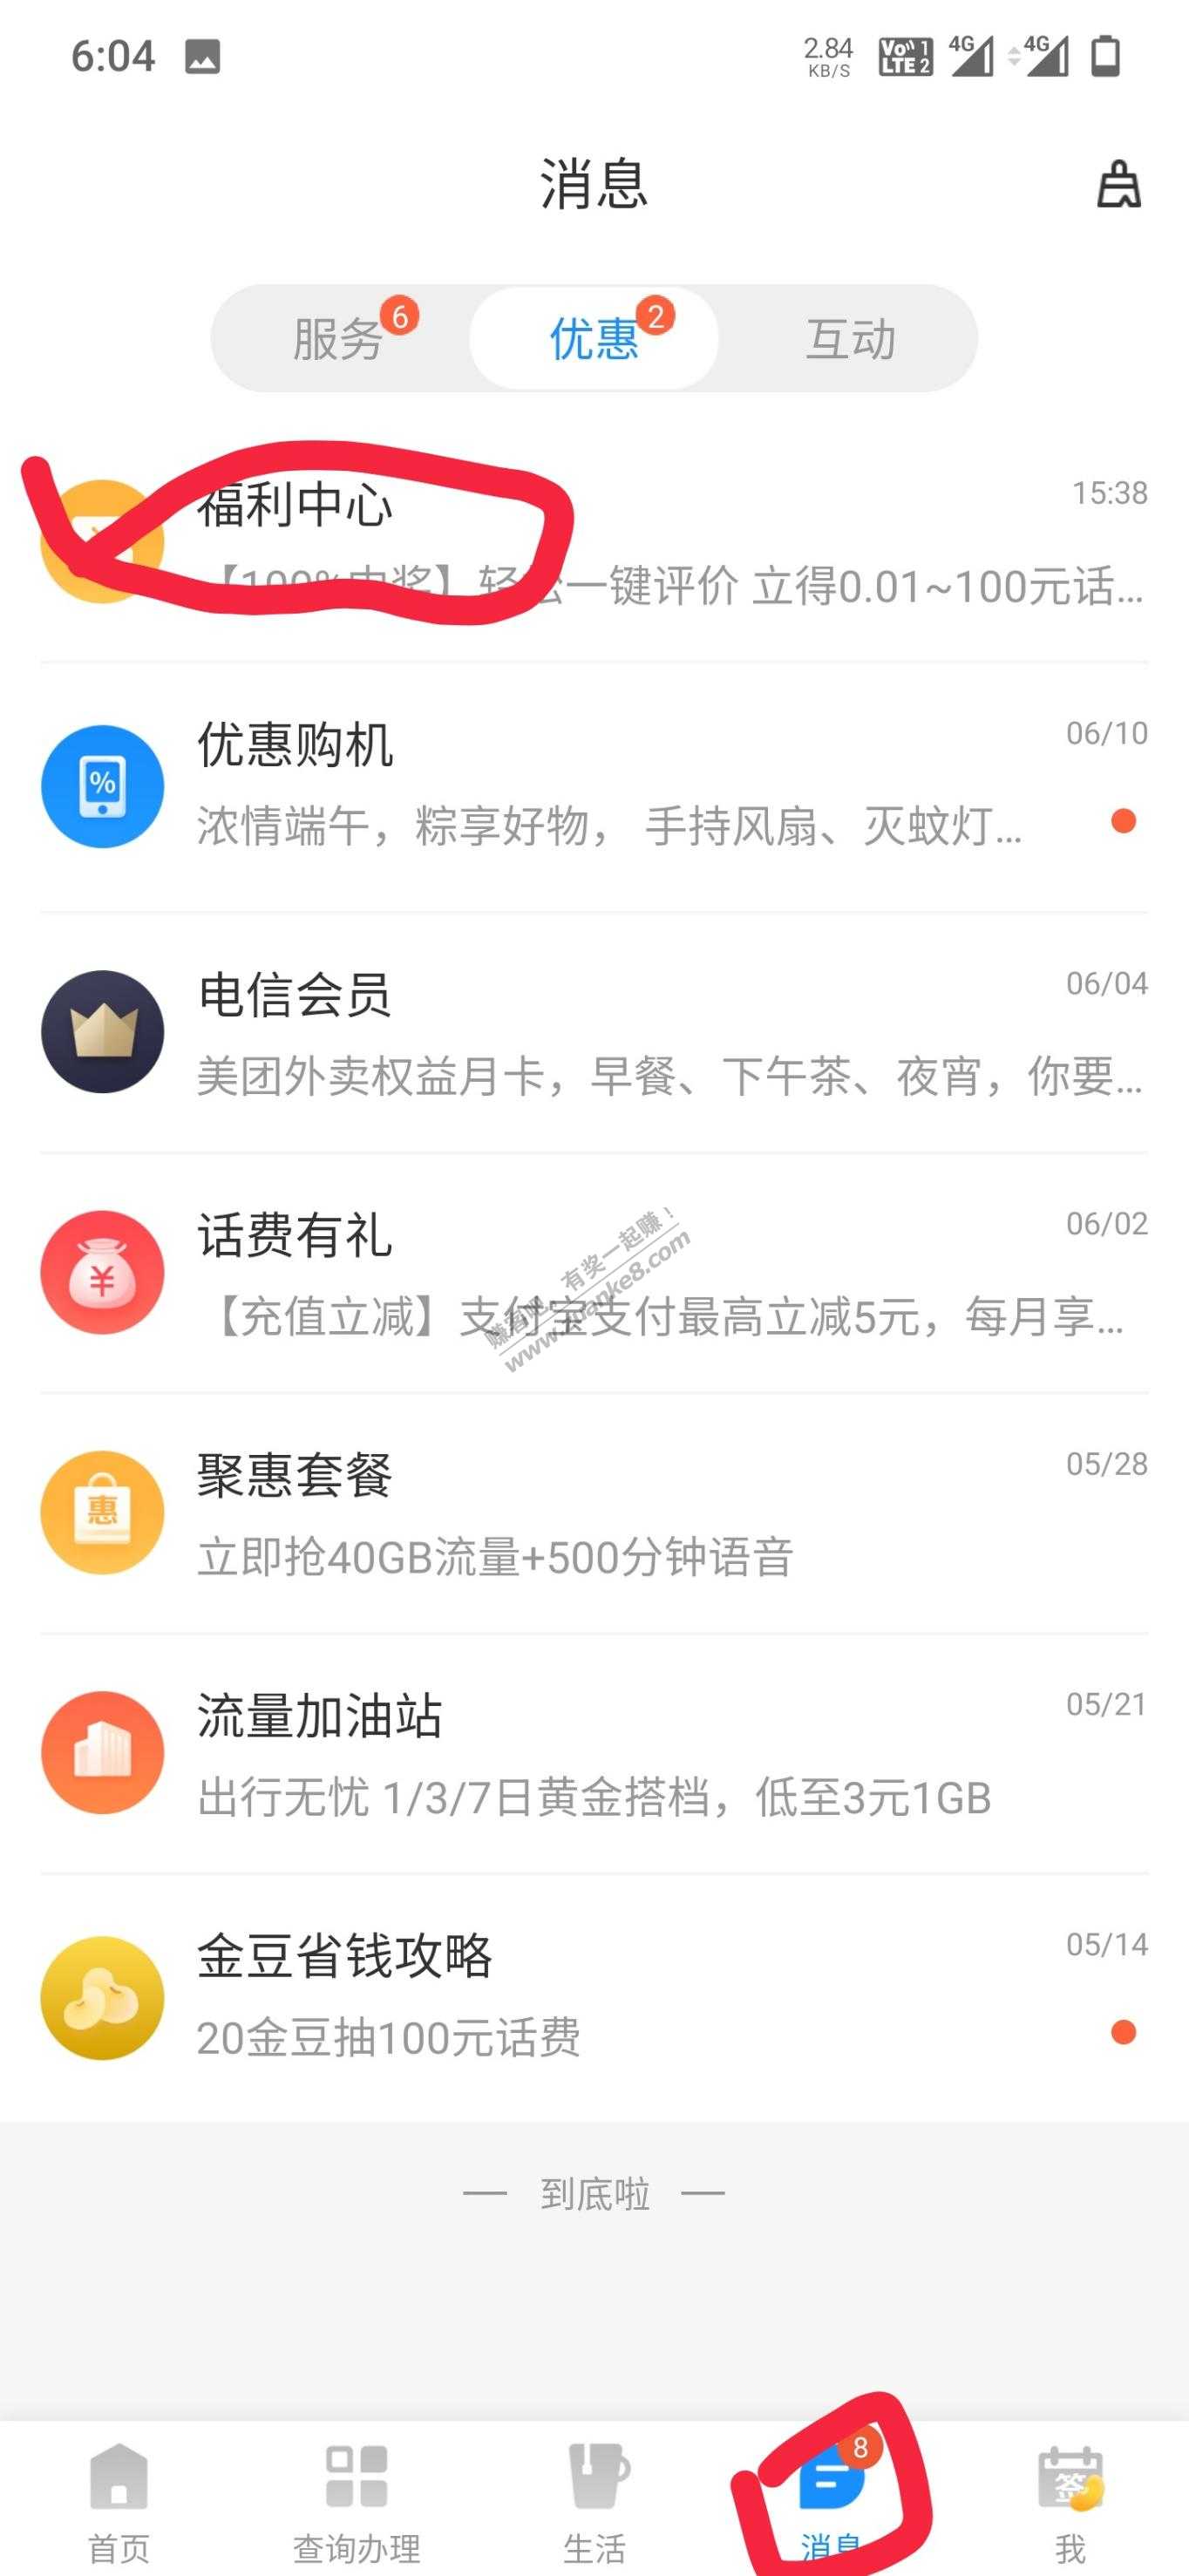 6:04
2.84
KB/S
Vo 1
LTE 2
4G
4G
消息
服务 6
优惠 2
互动
福利中心
15:38
【100%中奖】轻松一键评价 立得0.01~100元话...
优惠购机
06/10
浓情端午，粽享好物， 手持风扇、灭蚊灯...
%
电信会员
06/04
美团外卖权益月卡，早餐、下午茶、夜宵，你要...
话费有礼
06/02
¥
【充值立减】支付宝支付最高立减5元，每月享...
赚客吧，有奖一起赚！
www.zuanke8.com
聚惠套餐
05/28
惠
立即抢40GB流量+500分钟语音
流量加油站
05/21
出行无忧 1/3/7日黄金搭档，低至3元1GB
金豆省钱攻略
05/14
20金豆抽100元话费
— 到底啦 —
8
签
首页
查询办理
生活
消息
我